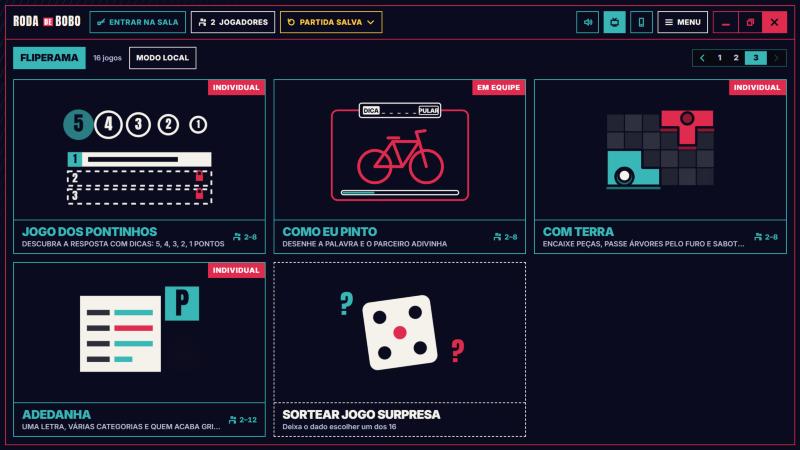 RODA DE BOBO
ENTRAR NA SALA
2 JOGADORES
PARTIDA SALVA
MENU
FLIPERAMA
16 jogos
MODO LOCAL
1 2 3
INDIVIDUAL
5 4 3 2 1
1
2
3
JOGO DOS PONTINHOS
DESCUBRA A RESPOSTA COM DICAS: 5, 4, 3, 2, 1 PONTOS
2-8
EM EQUIPE
DICA
PULAR
COMO EU PINTO
DESENHE A PALAVRA E O PARCEIRO ADIVINHA
2-8
INDIVIDUAL
COM TERRA
ENCAIXE PEÇAS, PASSE ÁRVORES PELO FURO E SABOT...
2-8
INDIVIDUAL
P
ADEDANHA
UMA LETRA, VÁRIAS CATEGORIAS E QUEM ACABA GRI...
2-12
? ?
SORTEAR JOGO SURPRESA
Deixa o dado escolher um dos 16